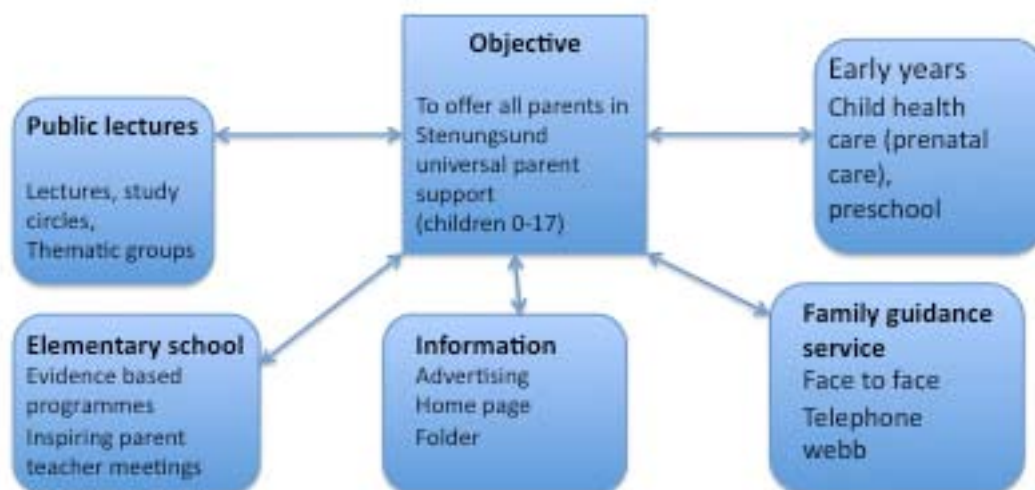 Objective
To offer all parents in
Stenungsund
universal parent
support
(children 0-17)
Public lectures
Lectures, study
circles,
Thematic groups
Early years
Child health
care (prenatal
care),
preschool
Elementary school
Evidence based
programmes
Inspiring parent
teacher meetings
Information
Advertising
Home page
Folder
Family guidance
service
Face to face
Telephone
webb